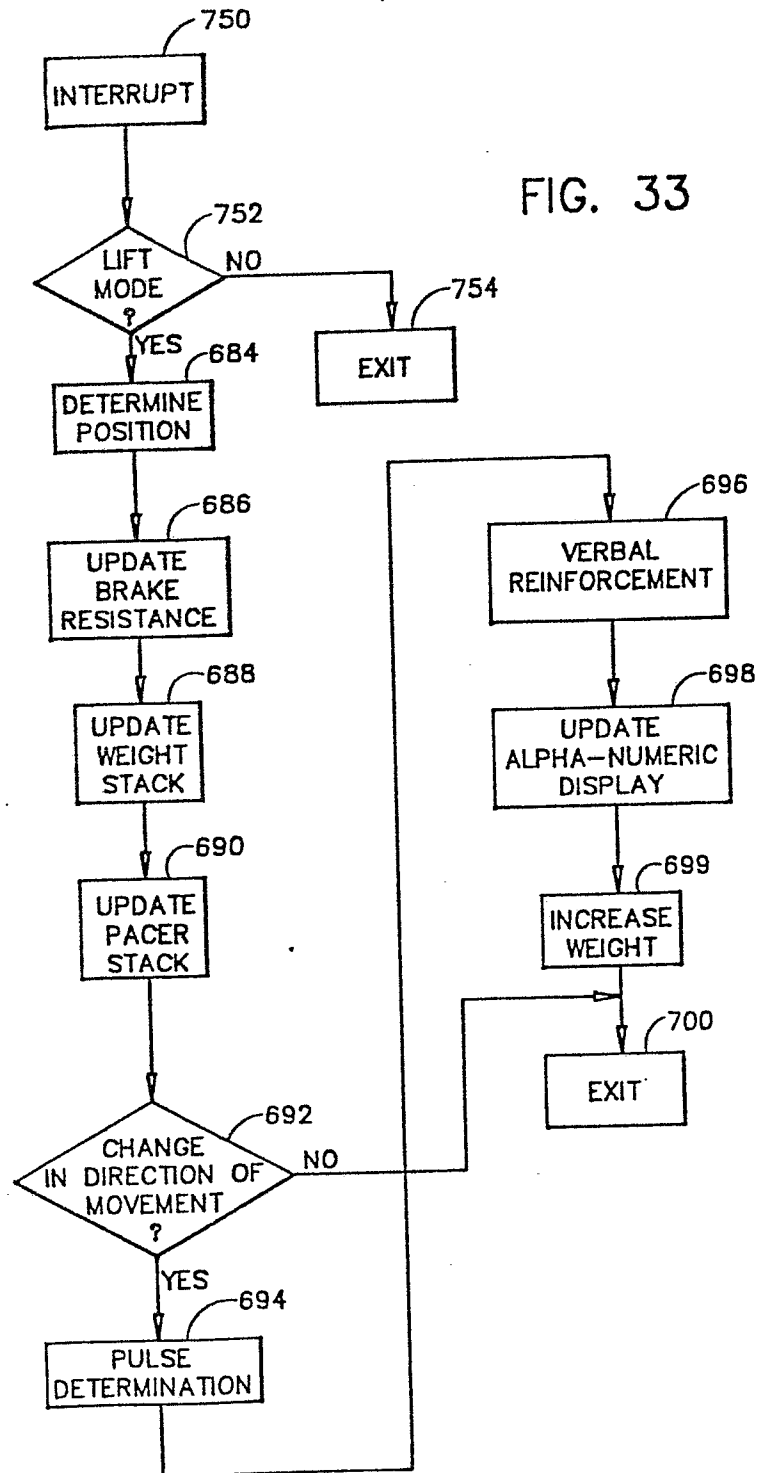 750
INTERRUPT
FIG. 33
752
LIFT
MODE
?
NO
YES
754
EXIT
684
DETERMINE
POSITION
686
UPDATE
BRAKE
RESISTANCE
688
UPDATE
WEIGHT
STACK
690
UPDATE
PACER
STACK
692
CHANGE
IN DIRECTION OF
MOVEMENT
?
NO
YES
694
PULSE
DETERMINATION
696
VERBAL
REINFORCEMENT
698
UPDATE
ALPHA-NUMERIC
DISPLAY
699
INCREASE
WEIGHT
700
EXIT